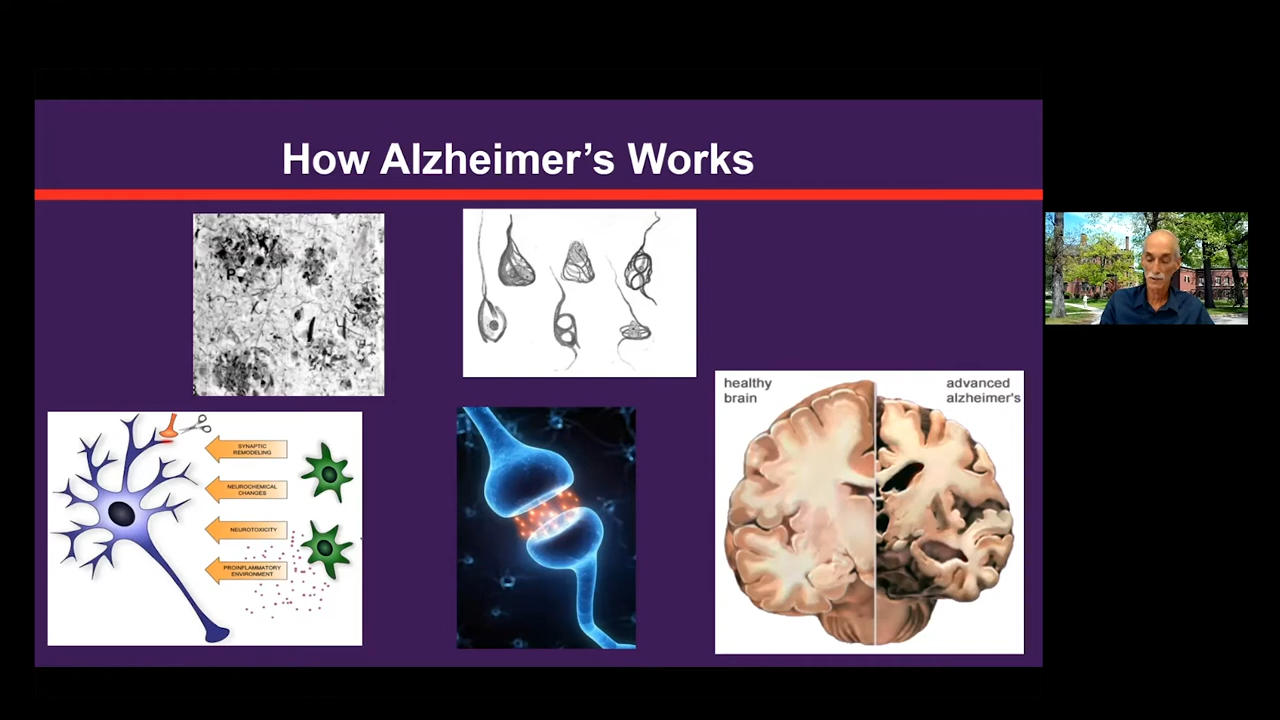 How Alzheimer's Works
P
healthy
brain
advanced
alzheimer's
SYNAPTIC
REMODELING
NEUROCHEMICAL
CHANGES
NEUROTOXICITY
PROINFLAMMATORY
ENVIRONMENT